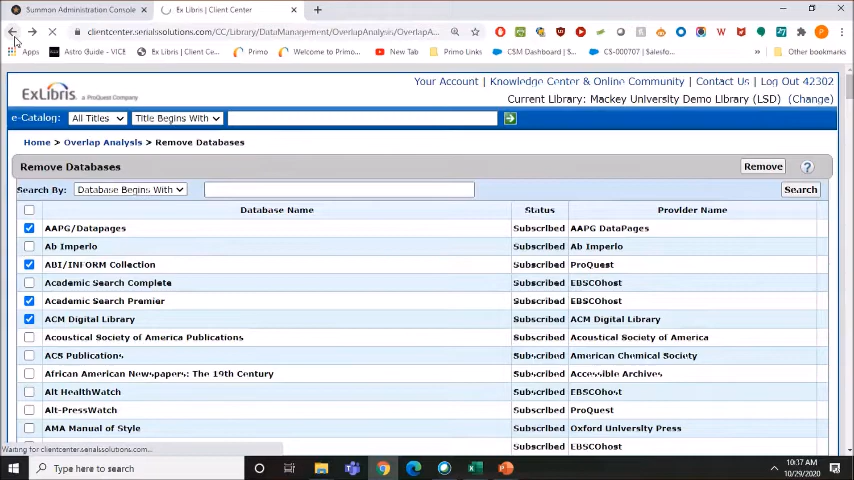 Summon Administration Console
Ex Libris | Client Center
clientcenter.serialssolutions.com/CC/Library/DataManagement/OverlapAnalysis/OverlapA...
Apps
Astro Guide - VICE
Ex Libris | Client Ce...
Primo
Welcome to Primo...
New Tab
Primo Links
CSM Dashboard | S...
CS-000707 | Salesfo...
Other bookmarks
ExLibris
a ProQuest Company
Your Account | Knowledge Center & Online Community | Contact Us | Log Out 42302
Current Library: Mackey University Demo Library (LSD) (Change)
e-Catalog: All Titles Title Begins With
Home > Overlap Analysis > Remove Databases
Remove Databases Remove ?
Search By: Database Begins With Search
Database Name Status Provider Name
AAPG/Datapages Subscribed AAPG DataPages
Ab Imperio Subscribed Ab Imperio
ABI/INFORM Collection Subscribed ProQuest
Academic Search Complete Subscribed EBSCOhost
Academic Search Premier Subscribed EBSCOhost
ACM Digital Library Subscribed ACM Digital Library
Acoustical Society of America Publications Subscribed Acoustical Society of America
ACS Publications Subscribed American Chemical Society
African American Newspapers: The 19th Century Subscribed Accessible Archives
Alt HealthWatch Subscribed EBSCOhost
Alt-PressWatch Subscribed ProQuest
AMA Manual of Style Subscribed Oxford University Press
Subscribed EBSCOhost
Waiting for clientcenter.serialssolutions.com...
Type here to search
10:37 AM
10/29/2020